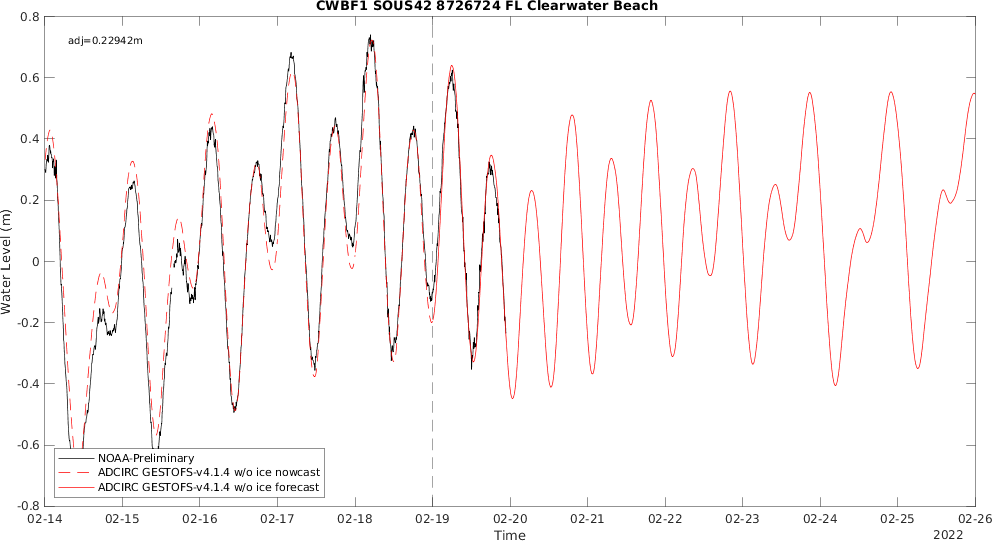 CWBF1 SOUS42 8726724 FL Clearwater Beach
0.8
adj=0.22942m
0.6
0.4
0.2
0
-0.2
-0.4
-0.6
-0.8
Water Level (m)
NOAA-Preliminary
ADCIRC GESTOFS-v4.1.4 w/o ice nowcast
ADCIRC GESTOFS-v4.1.4 w/o ice forecast
02-14 02-15 02-16 02-17 02-18 02-19 02-20 02-21 02-22 02-23 02-24 02-25 02-26
Time
2022